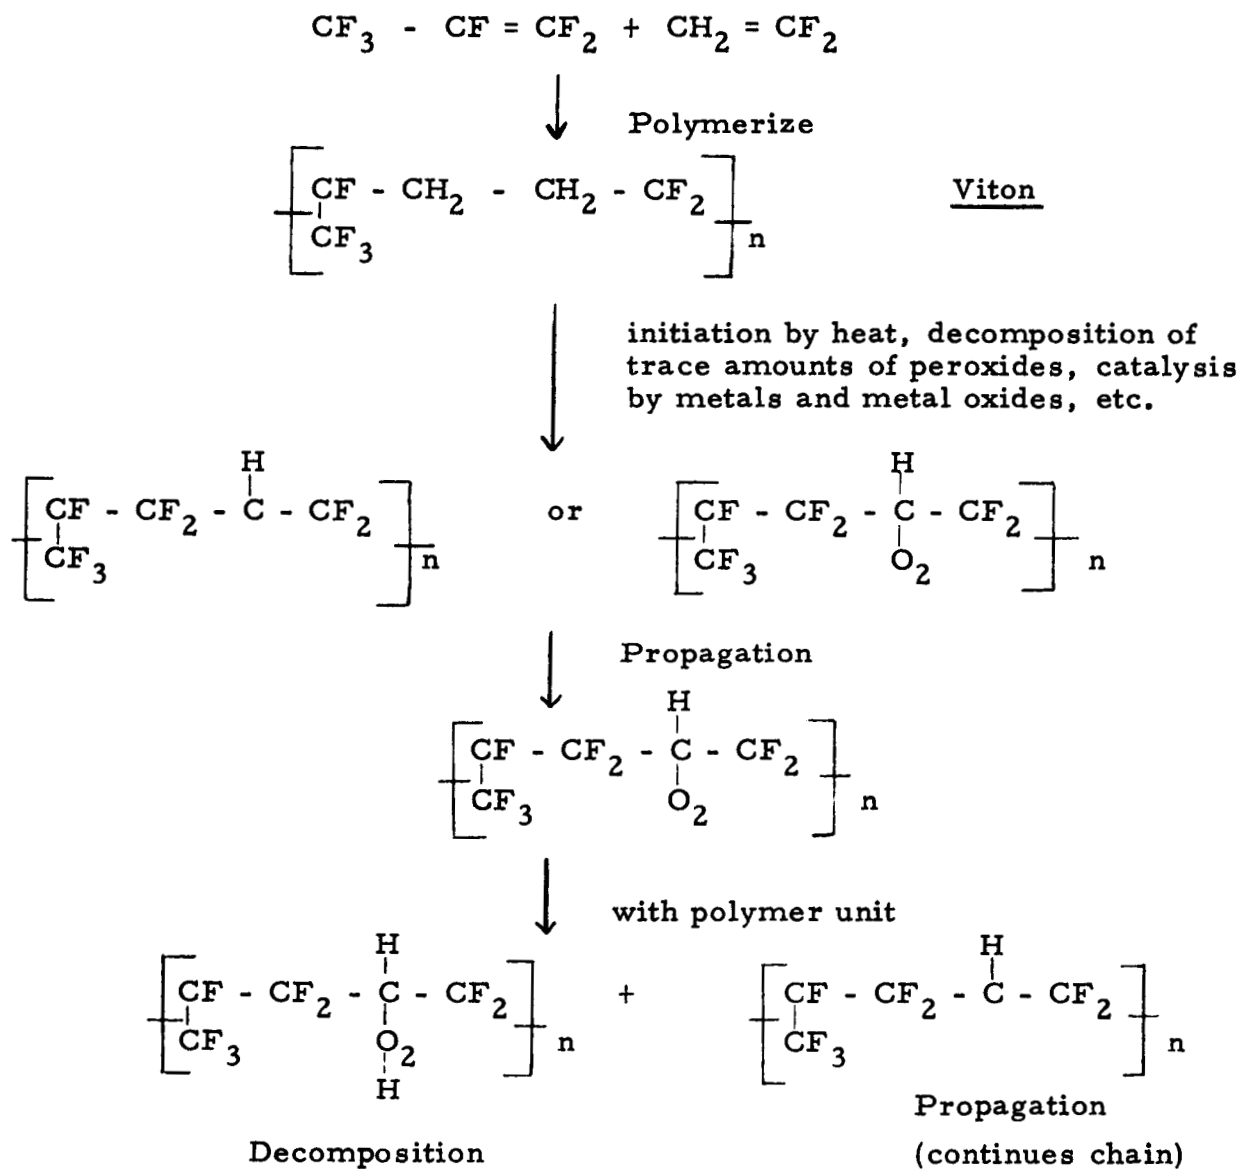 CF₃ - CF = CF₂ + CH₂ = CF₂
Polymerize
CF - CH₂ - CH₂ - CF₂
CF₃
n
Viton
initiation by heat, decomposition of
trace amounts of peroxides, catalysis
by metals and metal oxides, etc.
H
CF - CF₂ - C - CF₂
CF₃
n
or
H
CF - CF₂ - C - CF₂
CF₃ O₂
n
Propagation
H
CF - CF₂ - C - CF₂
CF₃ O₂
n
with polymer unit
H
CF - CF₂ - C - CF₂
CF₃ O₂
n
H
+
H
CF - CF₂ - C - CF₂
CF₃
n
Decomposition
Propagation
(continues chain)